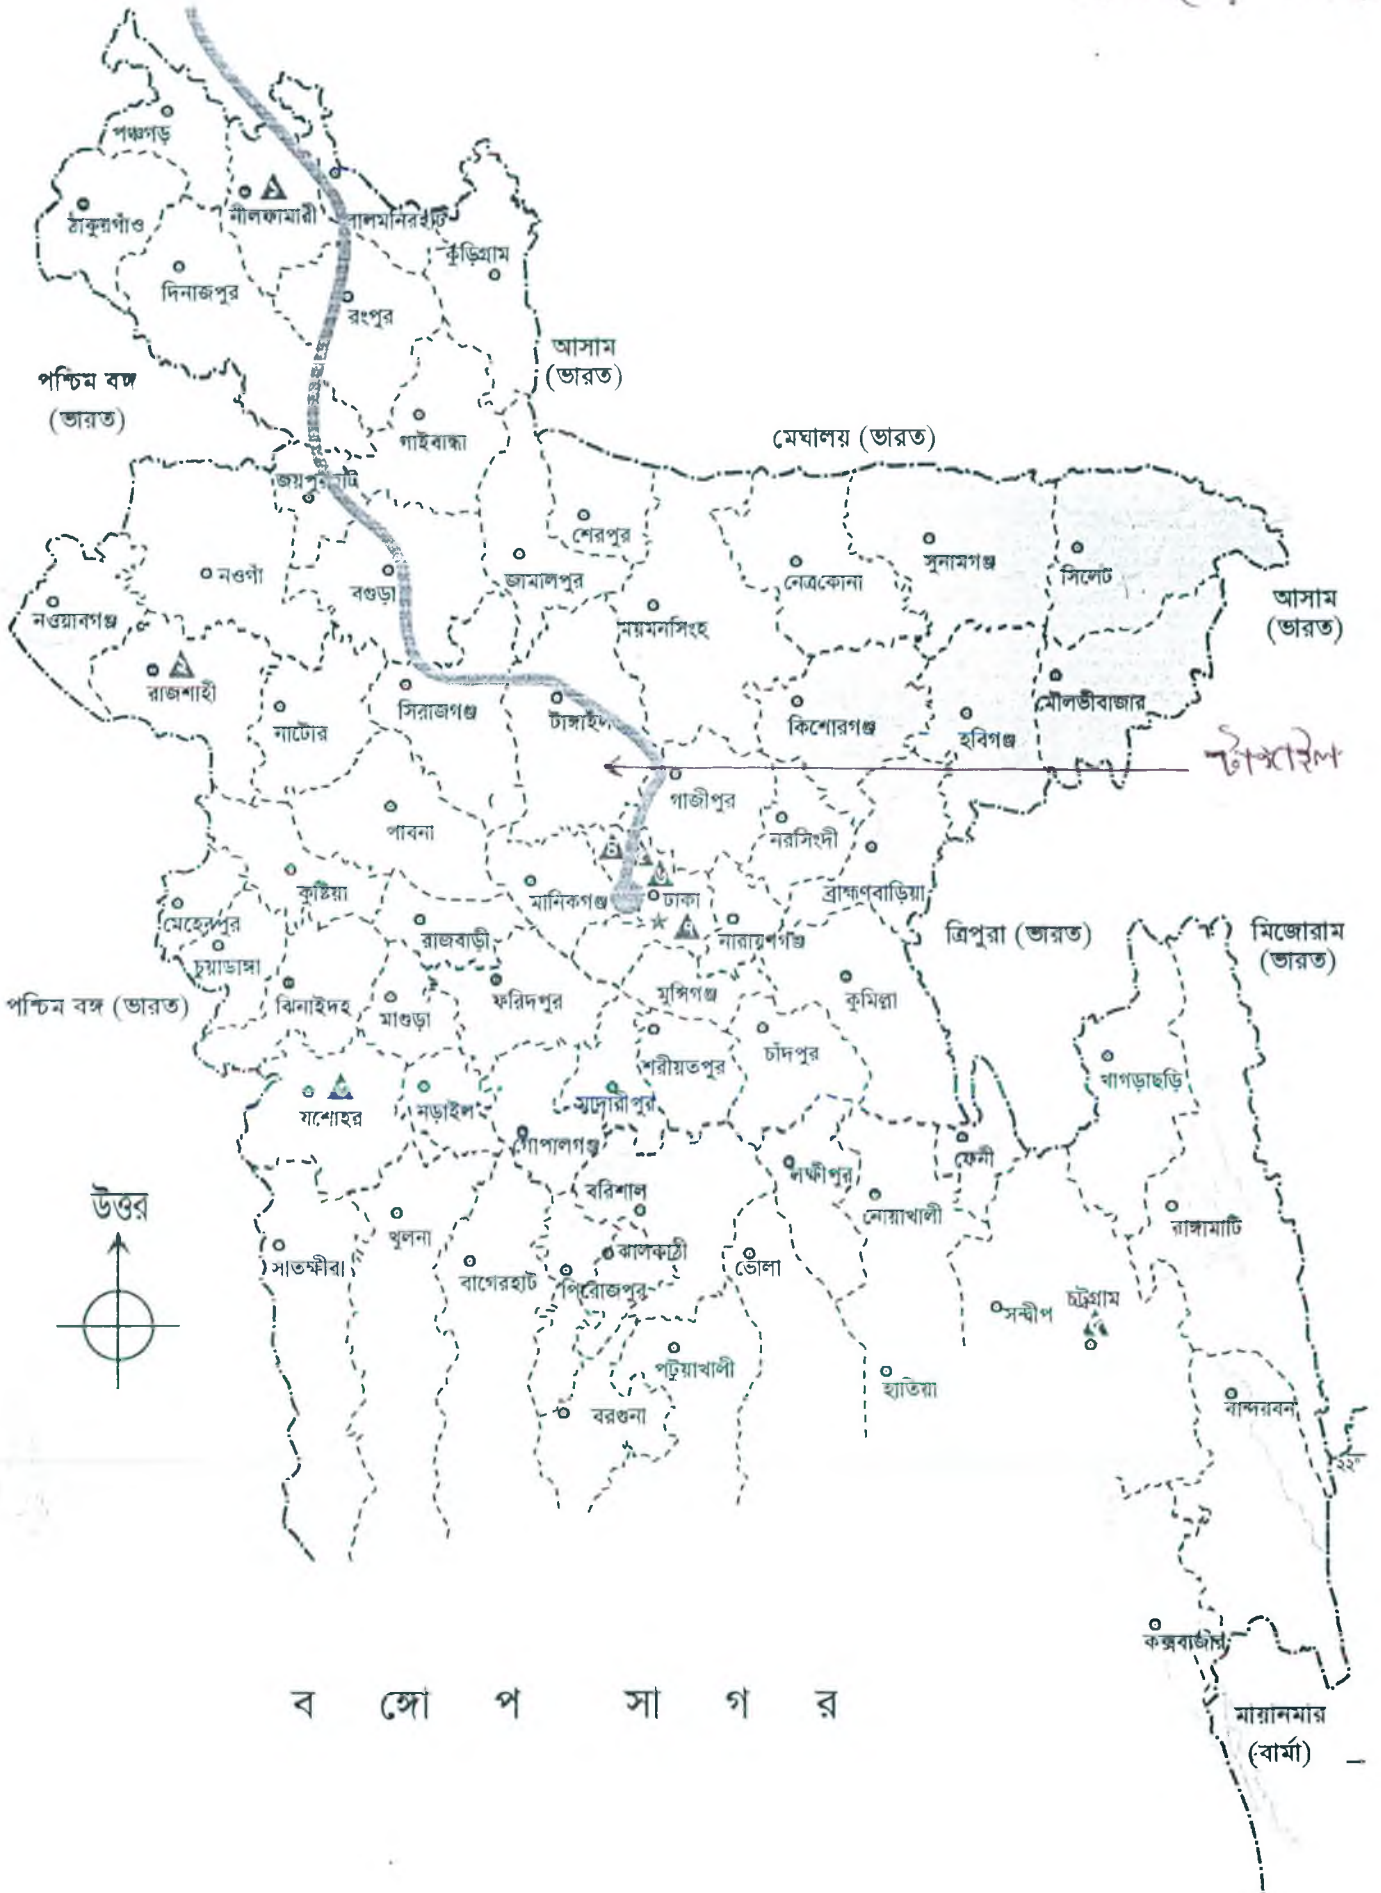 পঞ্চগড়
ঠাকুরগাঁও
নীলফামারী
লালমনিরহাট
কুড়িগ্রাম
দিনাজপুর
রংপুর
আসাম
(ভারত)
পশ্চিম বঙ্গ
(ভারত)
গাইবান্ধা
মেঘালয় (ভারত)
জয়পুরহাট
শেরপুর
সুনামগঞ্জ
সিলেট
নওগাঁ
বগুড়া
জামালপুর
নেত্রকোনা
নওয়াবগঞ্জ
ময়মনসিংহ
আসাম
(ভারত)
রাজশাহী
নাটোর
সিরাজগঞ্জ
টাঙ্গাইল
কিশোরগঞ্জ
হবিগঞ্জ
মৌলভীবাজার
টাঙ্গাইল
গাজীপুর
পাবনা
নরসিংদী
কুষ্টিয়া
মানিকগঞ্জ
ঢাকা
ব্রাহ্মণবাড়িয়া
মেহেরপুর
রাজবাড়ী
নারায়ণগঞ্জ
ত্রিপুরা (ভারত)
মিজোরাম
(ভারত)
চুয়াডাঙ্গা
পশ্চিম বঙ্গ (ভারত)
ঝিনাইদহ
মাগুড়া
ফরিদপুর
মুন্সিগঞ্জ
কুমিল্লা
শরীয়তপুর
চাঁদপুর
খাগড়াছড়ি
যশোহর
নড়াইল
মাদারীপুর
গোপালগঞ্জ
ফেনী
লক্ষীপুর
বরিশাল
নোয়াখালী
উত্তর
খুলনা
রাঙ্গামাটি
সাতক্ষীরা
ঝালকাঠী
বাগেরহাট
পিরোজপুর
ভোলা
সন্দ্বীপ
চট্রগ্রাম
পটুয়াখালী
হাতিয়া
বরগুনা
বান্দরবন
২২°
কক্সবাজার
ব ঙ্গো প সা গ র
মায়ানমার
(বার্মা)